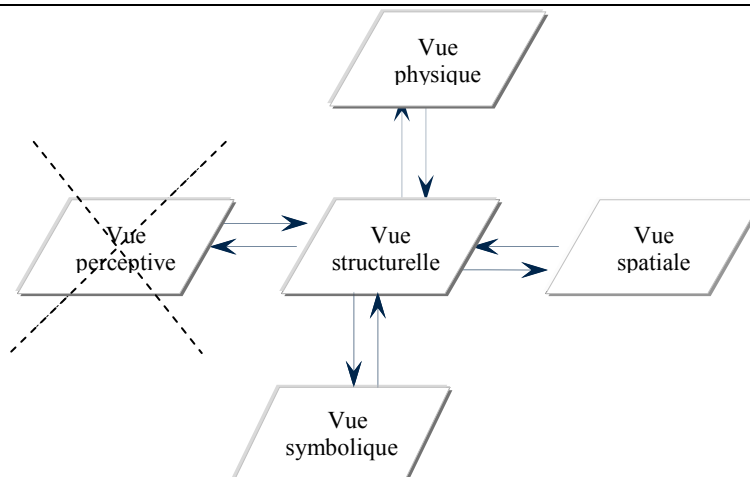 Vue
physique
Vue
perceptive
Vue
structurelle
Vue
spatiale
Vue
symbolique